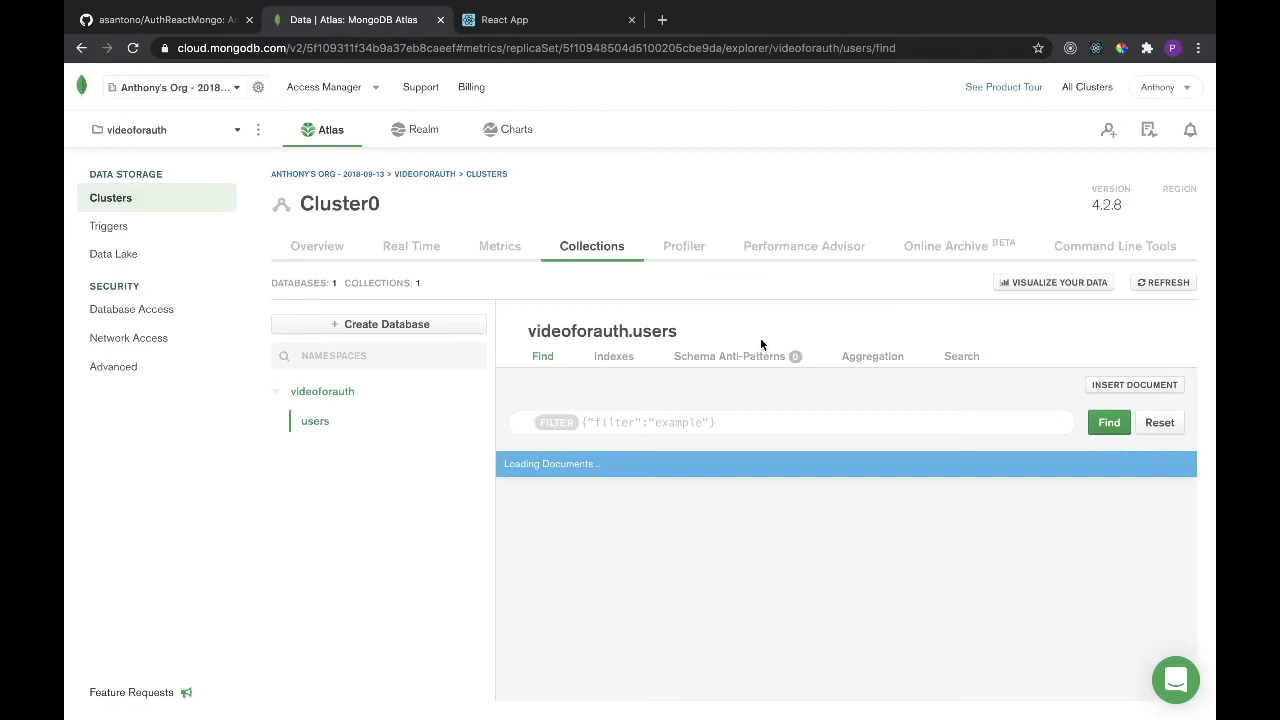 asantono/AuthReactMongo: An
Data | Atlas: MongoDB Atlas
React App
cloud.mongodb.com/v2/5f109311f34b9a37eb8caeef#metrics/replicaSet/5f10948504d5100205cbe9da/explorer/videoforauth/users/find
P
Anthony's Org - 2018...
Access Manager
Support
Billing
See Product Tour
All Clusters
Anthony
videoforauth
Atlas
Realm
Charts
DATA STORAGE
Clusters
Triggers
Data Lake
SECURITY
Database Access
Network Access
Advanced
Feature Requests
ANTHONY'S ORG - 2018-09-13 > VIDEOFORAUTH > CLUSTERS
Cluster0
VERSION
4.2.8
REGION
Overview
Real Time
Metrics
Collections
Profiler
Performance Advisor
Online Archive BETA
Command Line Tools
DATABASES: 1 COLLECTIONS: 1
VISUALIZE YOUR DATA
REFRESH
+ Create Database
NAMESPACES
videoforauth
users
videoforauth.users
Find
Indexes
Schema Anti-Patterns 0
Aggregation
Search
INSERT DOCUMENT
FILTER {"filter":"example"}
Find
Reset
Loading Documents ..